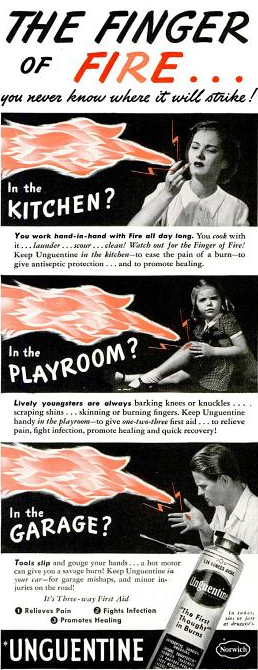 THE FINGER
OF FIRE...
you never know where it will strike!
In the
KITCHEN?
You work hand-in-hand with Fire all day long. You cook with
it . . . launder . . . scour . . . clean! Watch out for the Finger of Fire!
Keep Unguentine in the kitchen—to ease the pain of a burn—to
give antiseptic protection . . . and to promote healing.
In the
PLAYROOM?
Lively youngsters are always barking knees or knuckles . . . .
scraping shins . . . skinning or burning fingers. Keep Unguentine
handy in the playroom—to give one-two-three first aid . . . to relieve
pain, fight infection, promote healing and quick recovery!
In the
GARAGE?
Tools slip and gouge your hands . . . a hot motor
can give you a savage burn! Keep Unguentine in
your car—for garage mishaps, and minor in-
juries on the road!
It's Three-way First Aid
1 Relieves Pain 2 Fights Infection
3 Promotes Healing
Unguentine
The First
Thought
in Burns
In tubes,
tins or jars
at druggists.
*UNGUENTINE
Norwich